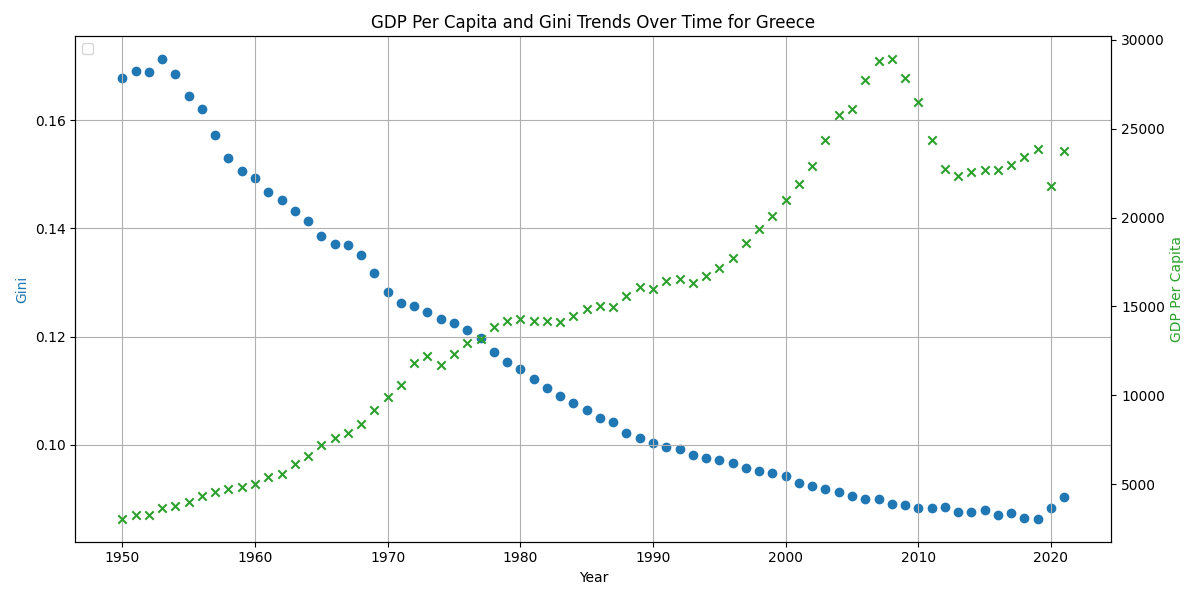 GDP Per Capita and Gini Trends Over Time for Greece
Gini
0.16
0.14
0.12
0.10
30000
25000
20000
15000
10000
5000
GDP Per Capita
1950 1960 1970 1980 1990 2000 2010 2020
Year